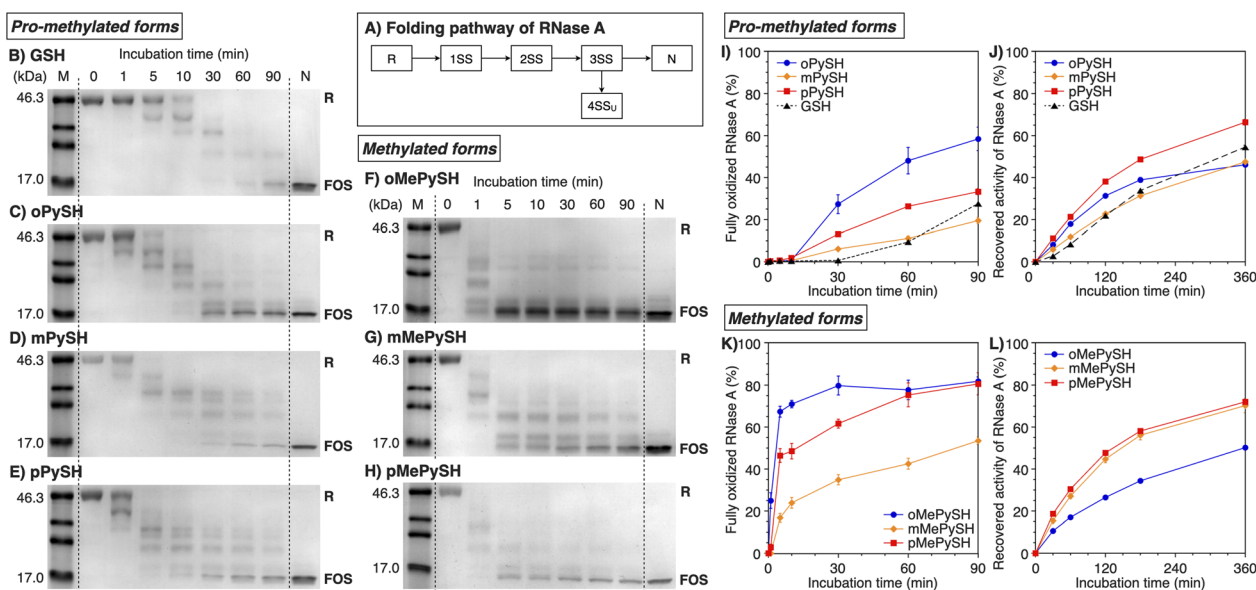 Pro-methylated forms
B) GSH
Incubation time (min)
(kDa) M 0 1 5 10 30 60 90 N
46.3 R
17.0 FOS
C) oPySH
46.3 R
17.0 FOS
D) mPySH
46.3 R
17.0 FOS
E) pPySH
46.3 R
17.0 FOS
A) Folding pathway of RNase A
R 1SS 2SS 3SS N
4SSU
Methylated forms
F) oMePySH
Incubation time (min)
(kDa) M 0 1 5 10 30 60 90 N
46.3 R
17.0 FOS
G) mMePySH
46.3 R
17.0 FOS
H) pMePySH
46.3 R
17.0 FOS
Pro-methylated forms
I)
Fully oxidized RNase A (%)
100
80
60
40
20
0
oPySH
mPySH
pPySH
GSH
0 30 60 90
Incubation time (min)
J)
Recovered activity of RNase A (%)
100
80
60
40
20
0
oPySH
mPySH
pPySH
GSH
0 120 240 360
Incubation time (min)
Methylated forms
K)
Fully oxidized RNase A (%)
100
80
60
40
20
0
oMePySH
mMePySH
pMePySH
0 30 60 90
Incubation time (min)
L)
Recovered activity of RNase A (%)
100
80
60
40
20
0
oMePySH
mMePySH
pMePySH
0 120 240 360
Incubation time (min)